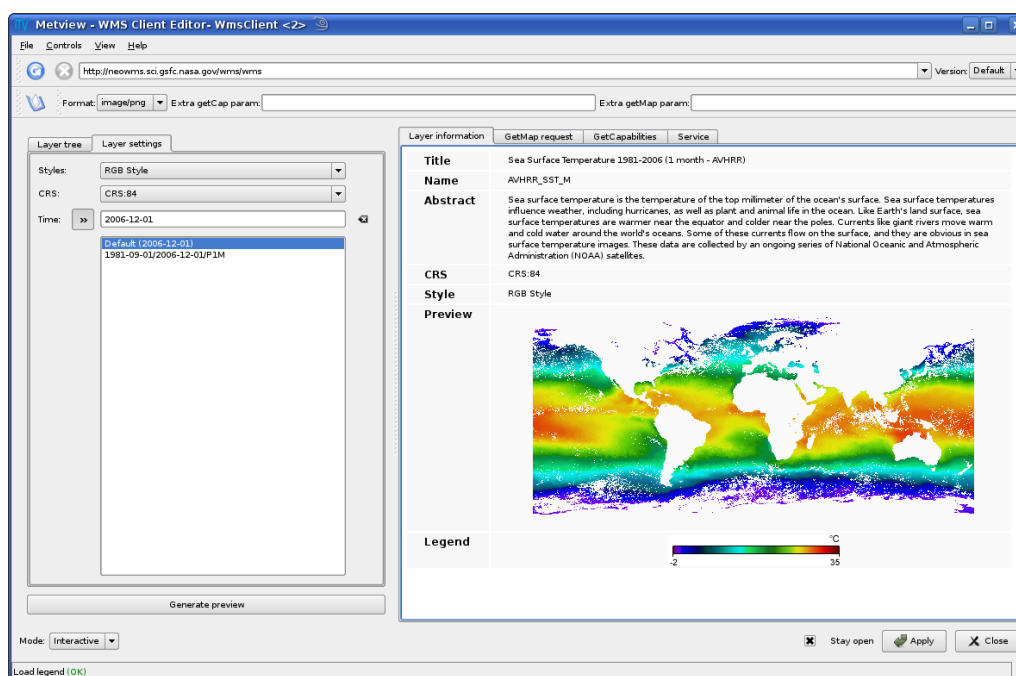 Metview - WMS Client Editor- WmsClient <2>
File Controls View Help
http://neowms.sci.gsfc.nasa.gov/wms/wms Version: Default
Format: image/png Extra getCap param: Extra getMap param:
Layer tree Layer settings
Styles: RGB Style
CRS: CRS:84
Time: » 2006-12-01
Default (2006-12-01)
1981-09-01/2006-12-01/P1M
Generate preview
Layer information GetMap request GetCapabilities Service
Title Sea Surface Temperature 1981-2006 (1 month - AVHRR)
Name AVHRR_SST_M
Abstract Sea surface temperature is the temperature of the top millimeter of the ocean's surface. Sea surface temperatures
influence weather, including hurricanes, as well as plant and animal life in the ocean. Like Earth's land surface, sea
surface temperatures are warmer near the equator and colder near the poles. Currents like giant rivers move warm
and cold water around the world's oceans. Some of these currents flow on the surface, and they are obvious in sea
surface temperature images. These data are collected by an ongoing series of National Oceanic and Atmospheric
Administration (NOAA) satellites.
CRS CRS:84
Style RGB Style
Preview
Legend
°C
-2 35
Mode: Interactive Stay open Apply Close
Load legend (OK)